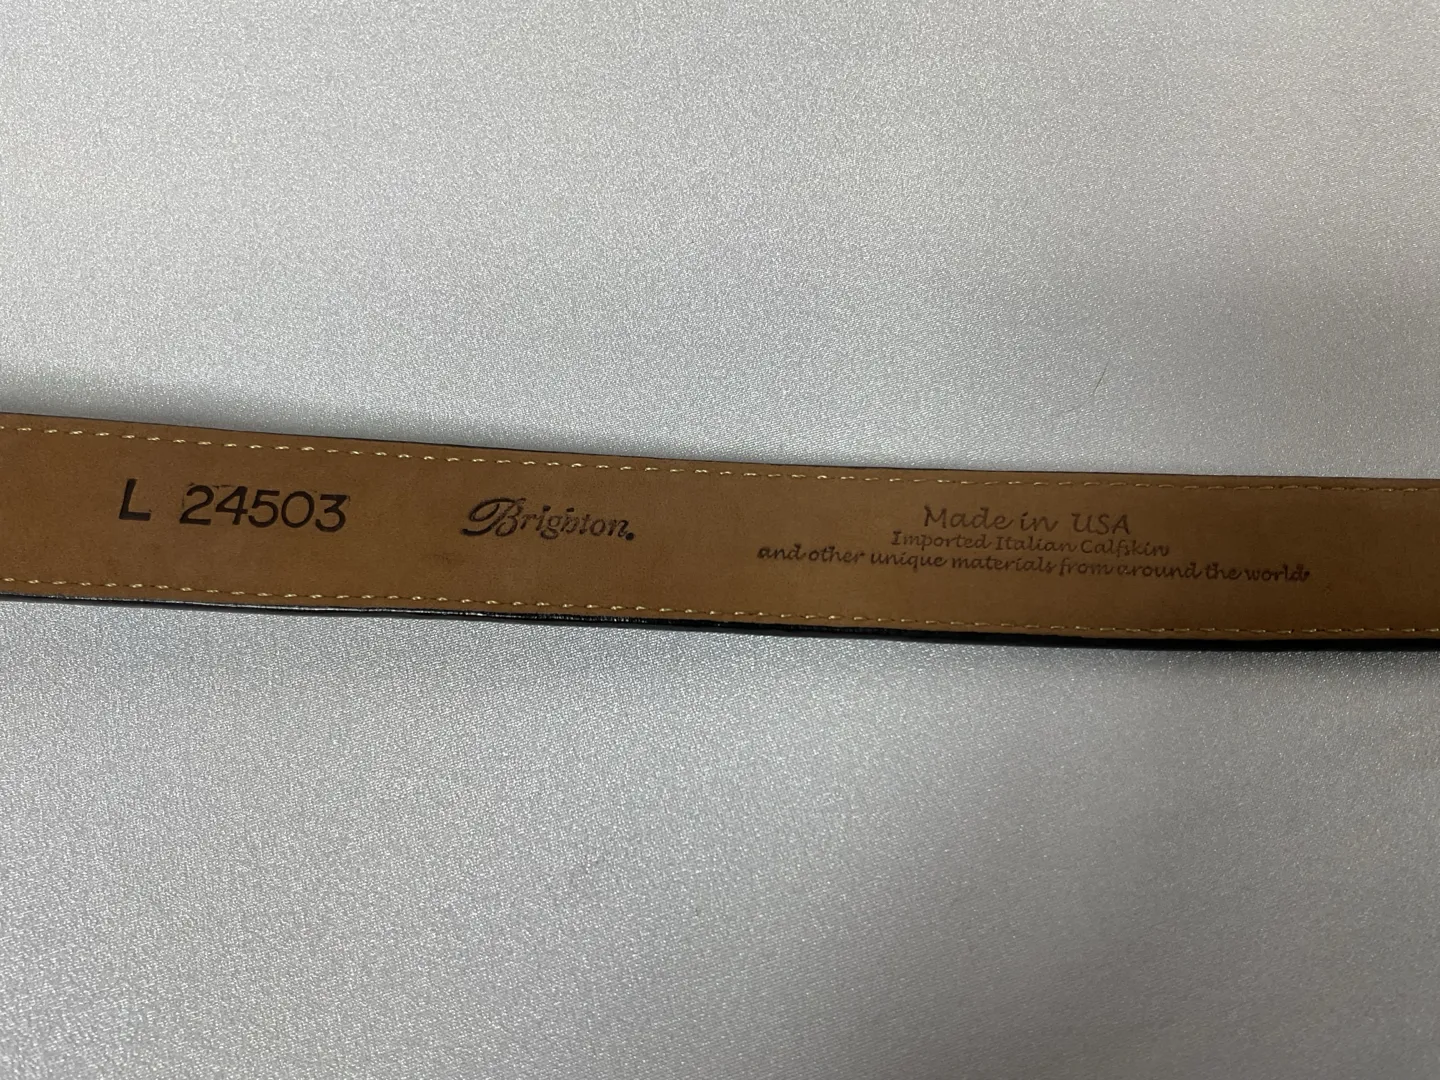 L 24503
Brighton.
Made in USA
Imported Italian Calfskin
and other unique materials from around the world